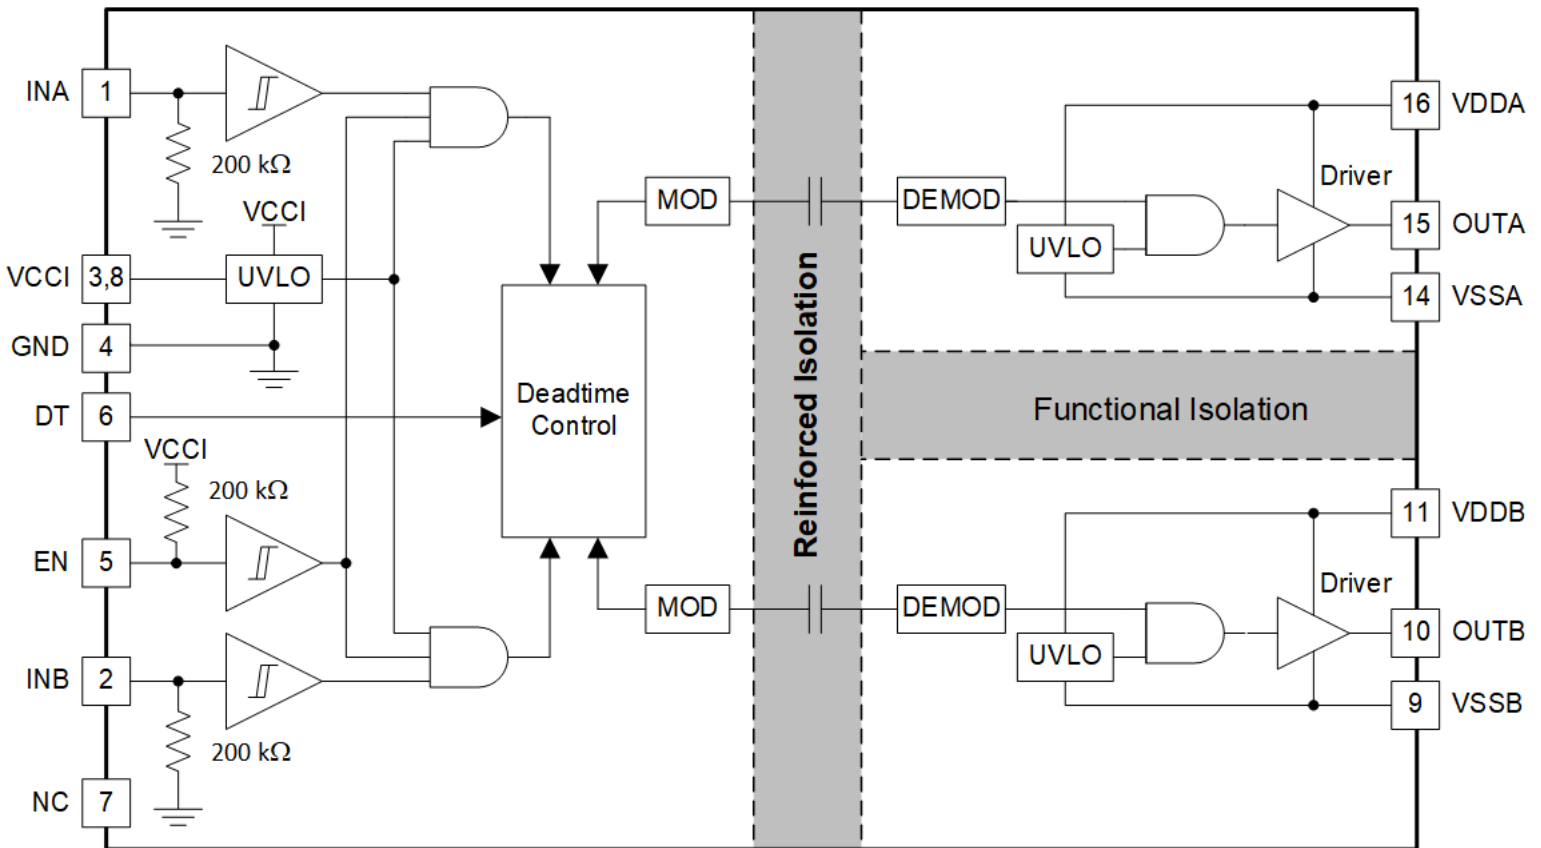 INA
1
200 kΩ
VCCI
VCCI
3,8
UVLO
GND
4
DT
6
VCCI
200 kΩ
EN
5
INB
2
200 kΩ
NC
7
Deadtime
Control
MOD
MOD
Reinforced Isolation
Functional Isolation
DEMOD
UVLO
Driver
16
VDDA
15
OUTA
14
VSSA
DEMOD
UVLO
Driver
11
VDDB
10
OUTB
9
VSSB